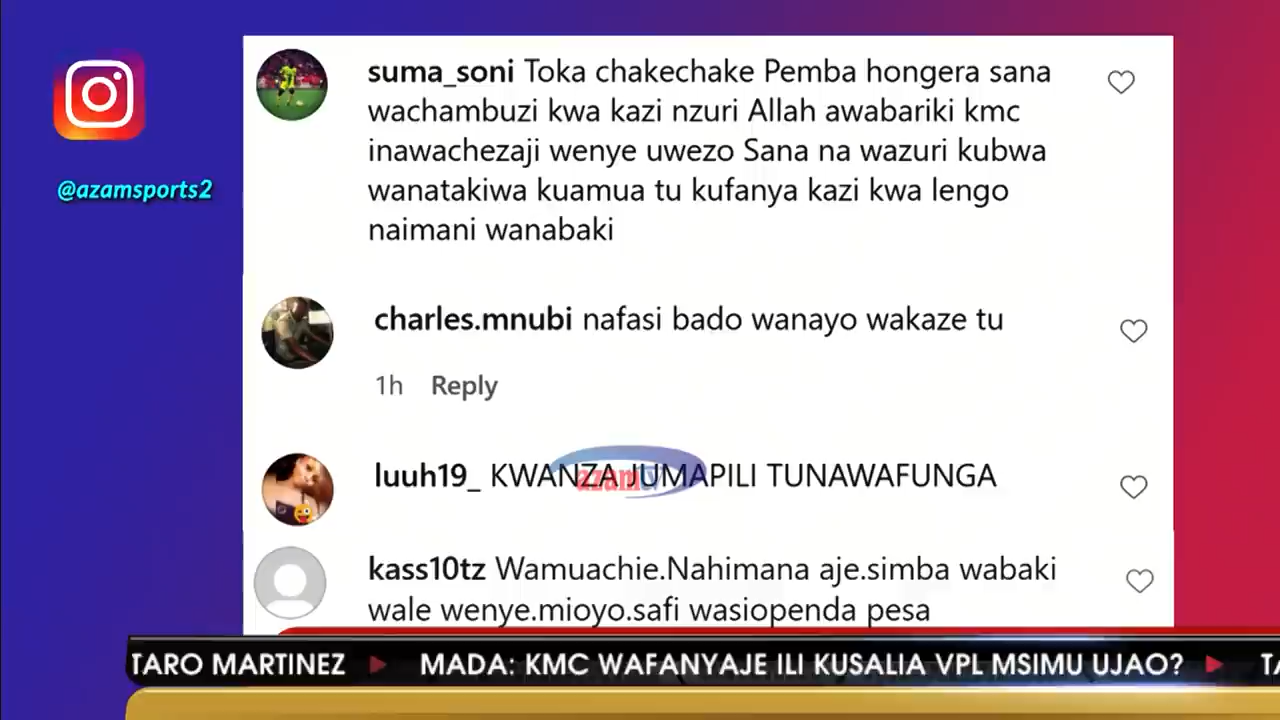 suma_soni Toka chakechake Pemba hongera sana
wachambuzi kwa kazi nzuri Allah awabariki kmc
inawachezaji wenye uwezo Sana na wazuri kubwa
wanatakiwa kuamua tu kufanya kazi kwa lengo
naimani wanabaki
@azamsports2
charles.mnubi nafasi bado wanayo wakaze tu
1h Reply
luuh19_ KWANZA JUMAPILI TUNAWAFUNGA
azamtv
kass10tz Wamuachie.Nahimana aje.simba wabaki
wale wenye.mioyo.safi wasiopenda pesa
TARO MARTINEZ MADA: KMC WAFANYAJE ILI KUSALIA VPL MSIMU UJAO? TA